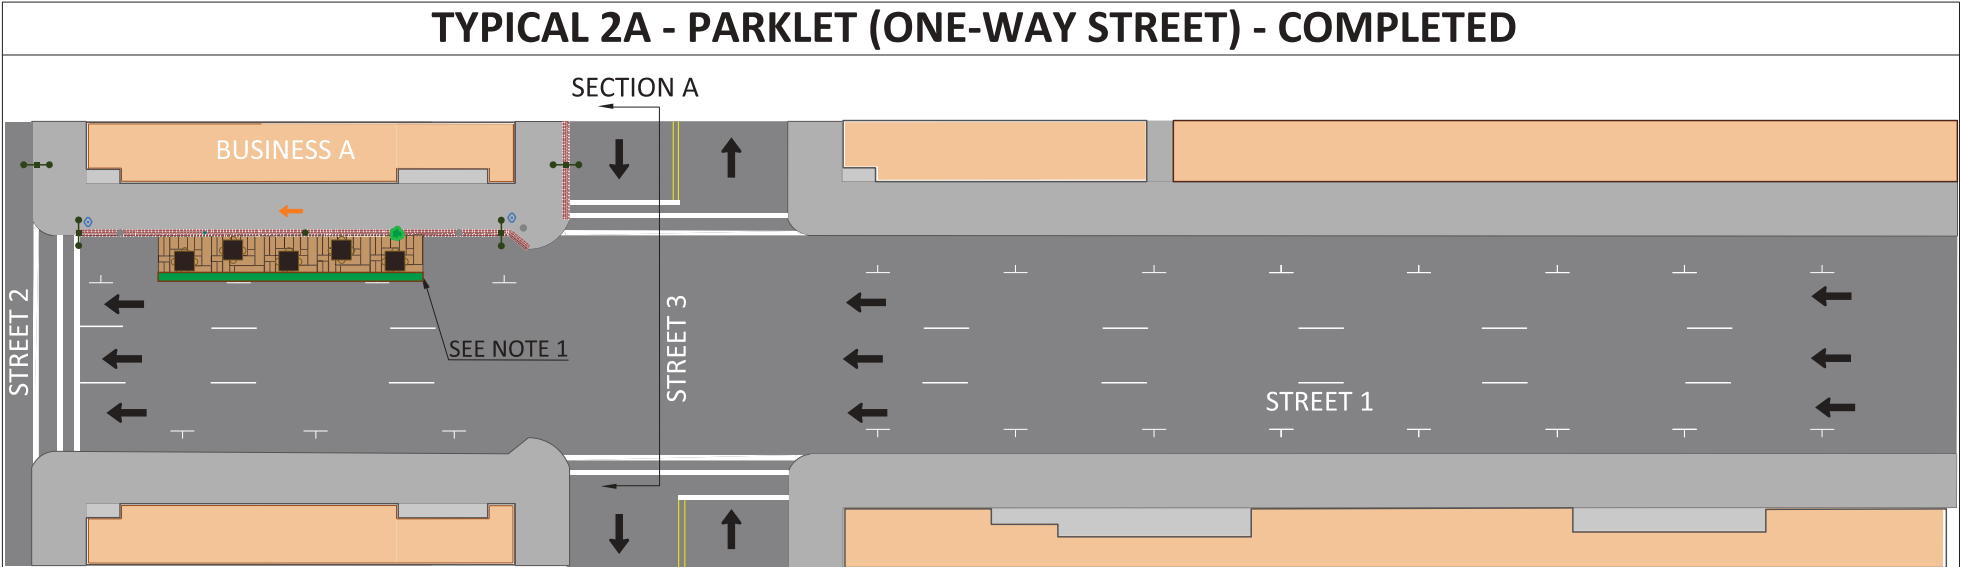 TYPICAL 2A - PARKLET (ONE-WAY STREET) - COMPLETED
SECTION A
BUSINESS A
STREET 2
SEE NOTE 1
STREET 3
STREET 1